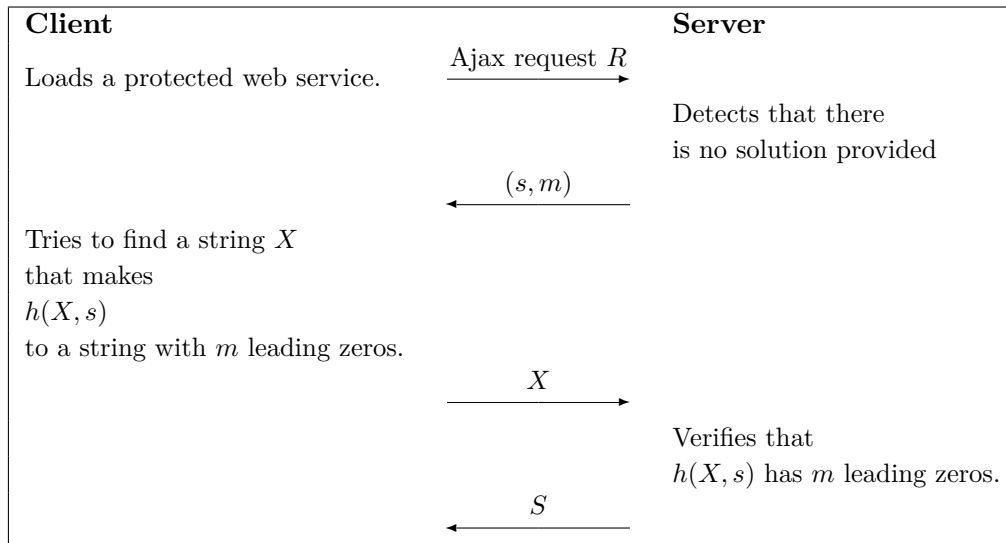 Client Server
Ajax request R
Loads a protected web service.
Detects that there
is no solution provided
(s, m)
Tries to find a string X
that makes
h(X, s)
to a string with m leading zeros.
X
Verifies that
h(X, s) has m leading zeros.
S